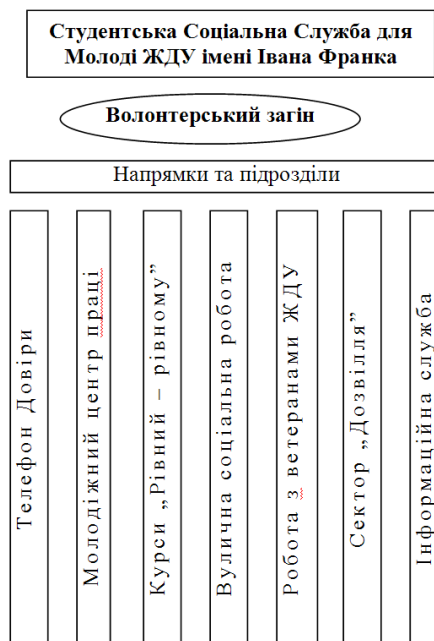 Студентська Соціальна Служба для
Молоді ЖДУ імені Івана Франка
Волонтерський загін
Напрямки та підрозділи
Телефон Довіри
Молодіжний центр праці
Курси „Рівний – рівному”
Вулична соціальна робота
Робота з ветеранами ЖДУ
Сектор „Дозвілля”
Інформаційна служба